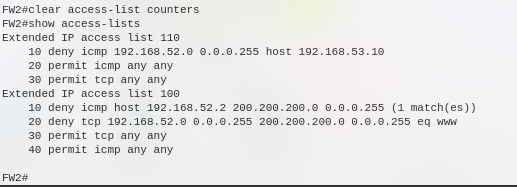 FW2#clear access-list counters
FW2#show access-lists
Extended IP access list 110
    10 deny icmp 192.168.52.0 0.0.0.255 host 192.168.53.10
    20 permit icmp any any
    30 permit tcp any any
Extended IP access list 100
    10 deny icmp host 192.168.52.2 200.200.200.0 0.0.0.255 (1 match(es))
    20 deny tcp 192.168.52.0 0.0.0.255 200.200.200.0 0.0.0.255 eq www
    30 permit tcp any any
    40 permit icmp any any
FW2#